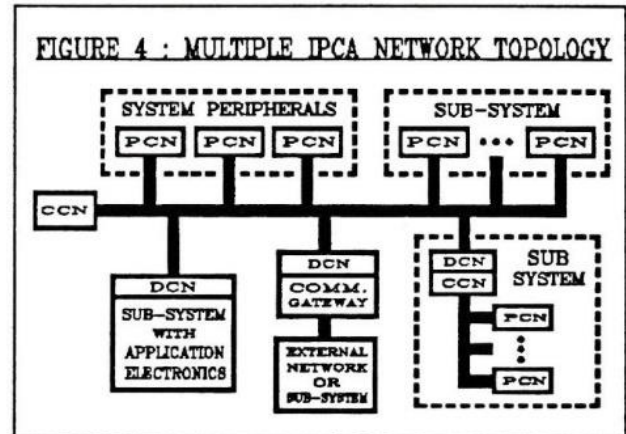 FIGURE 4 : MULTIPLE IPCA NETWORK TOPOLOGY
SYSTEM PERIPHERALS
PCN PCN PCN
SUB-SYSTEM
PCN ••• PCN
CCN
DCN
SUB-SYSTEM
WITH
APPLICATION
ELECTRONICS
DCN
COMM.
GATEWAY
EXTERNAL
NETWORK
OR
SUB-SYSTEM
DCN
CCN
SUB
SYSTEM
PCN
PCN